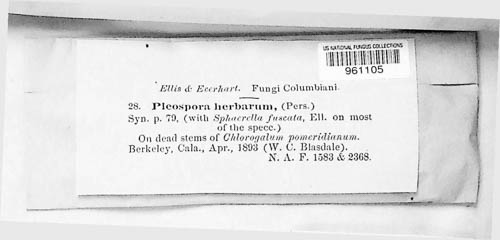 US NATIONAL FUNGUS COLLECTIONS
961105
Ellis & Everhart. Fungi Columbiani.
28. Pleospora herbarum, (Pers.)
Syn. p. 79, (with Sphaerella fuscata, Ell. on most
of the specc.)
On dead stems of Chlorogalum pomeridianum.
Berkeley, Cala., Apr., 1893 (W. C. Blasdale).
N. A. F. 1583 & 2368.